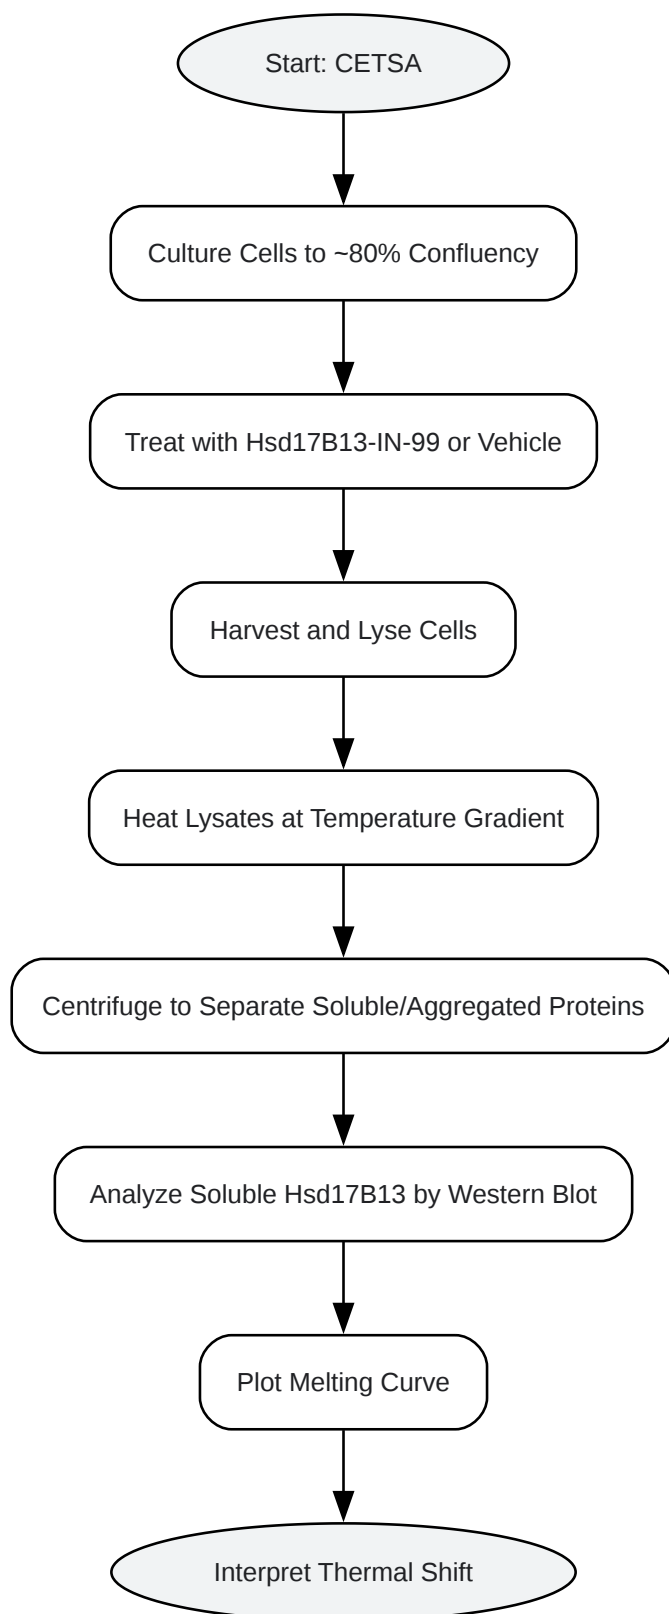 Start: CETSA
Culture Cells to ~80% Confluency
Treat with Hsd17B13-IN-99 or Vehicle
Harvest and Lyse Cells
Heat Lysates at Temperature Gradient
Centrifuge to Separate Soluble/Aggregated Proteins
Analyze Soluble Hsd17B13 by Western Blot
Plot Melting Curve
Interpret Thermal Shift